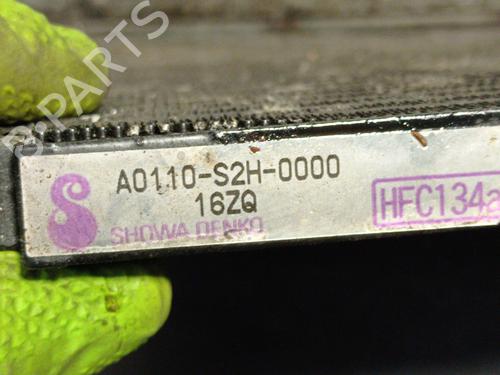 A0110-S2H-0000
16ZQ
SHOWA DENKO
HFC134a
B-PARTS